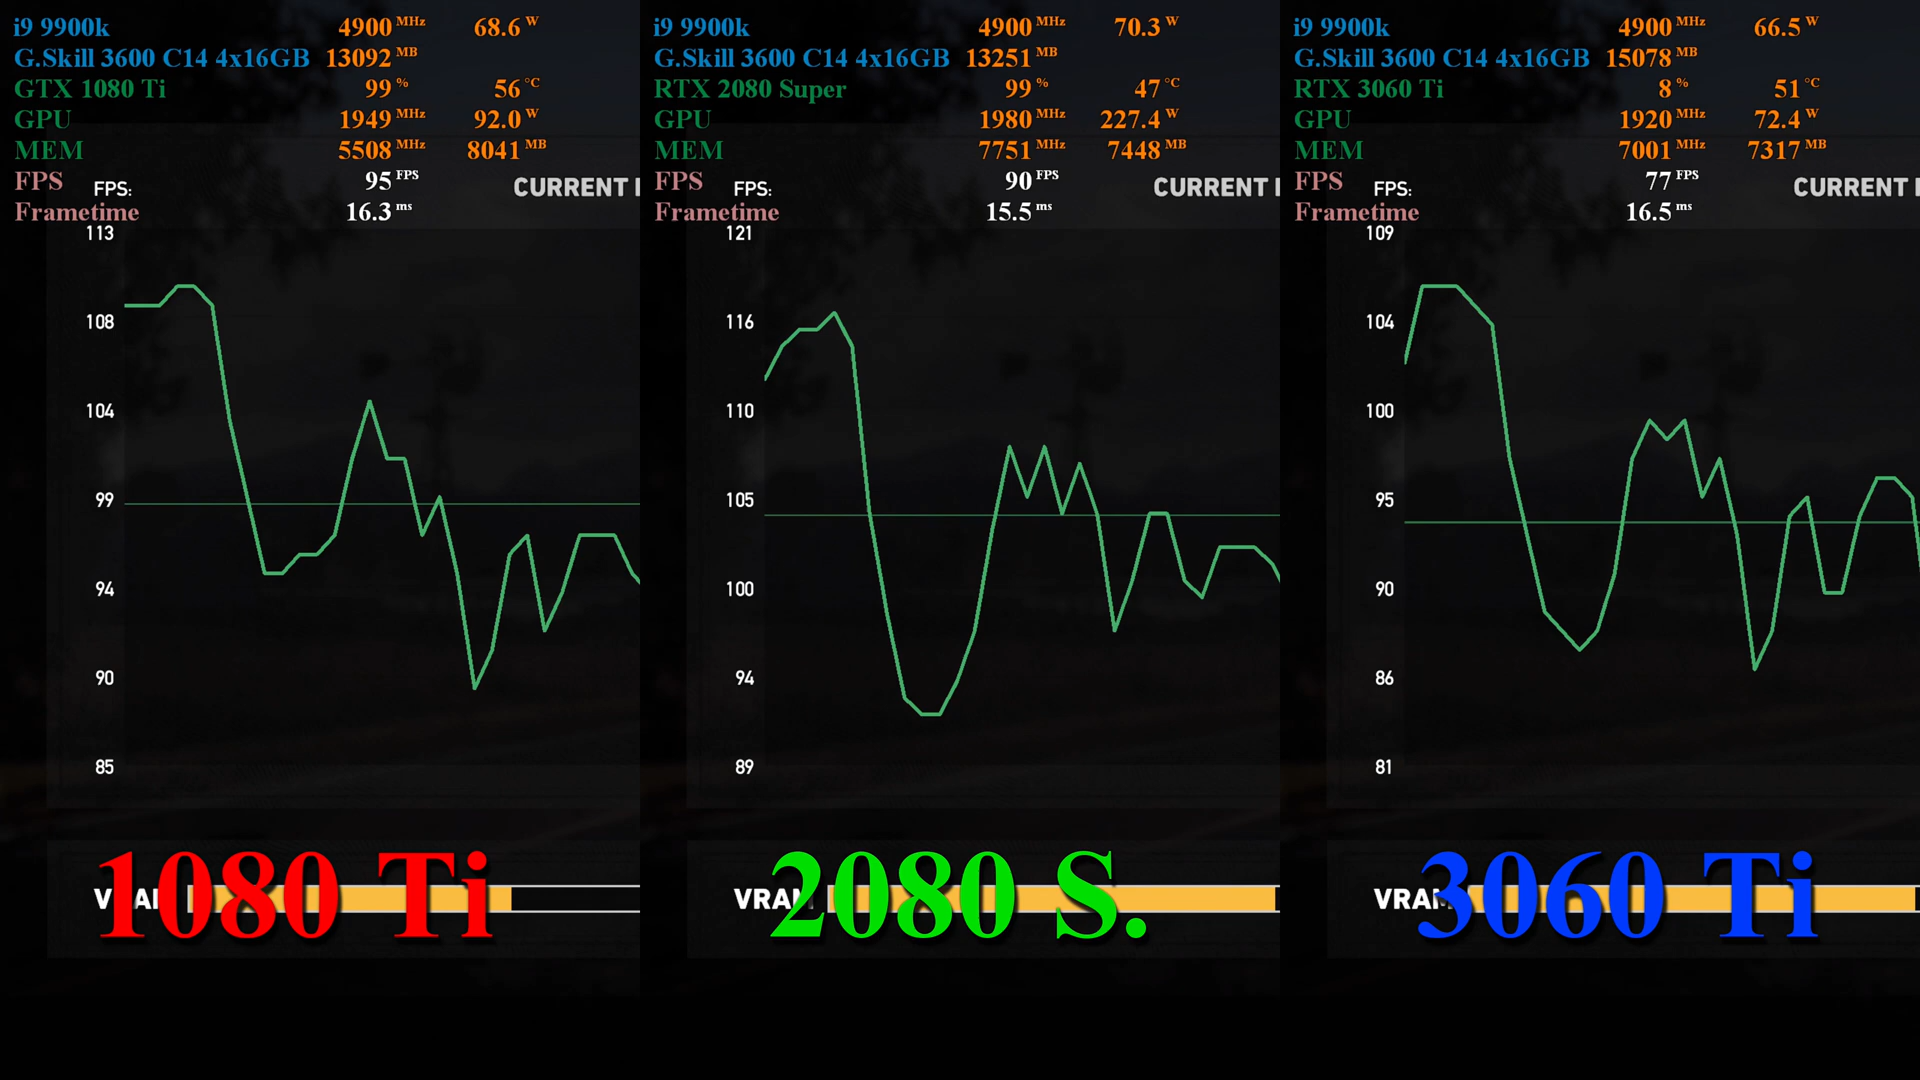 i9 9900k 4900 MHz 68.6 W
G.Skill 3600 C14 4x16GB 13092 MB
GTX 1080 Ti 99 % 56 °C
GPU 1949 MHz 92.0 W
MEM 5508 MHz 8041 MB
FPS 95 FPS
FPS: CURRENT
Frametime 16.3 ms
113
108
104
99
94
90
85
1080 Ti
i9 9900k 4900 MHz 70.3 W
G.Skill 3600 C14 4x16GB 13251 MB
RTX 2080 Super 99 % 47 °C
GPU 1980 MHz 227.4 W
MEM 7751 MHz 7448 MB
FPS 90 FPS
FPS: CURRENT
Frametime 15.5 ms
121
116
110
105
100
94
89
VRAM
2080 S.
i9 9900k 4900 MHz 66.5 W
G.Skill 3600 C14 4x16GB 15078 MB
RTX 3060 Ti 8 % 51 °C
GPU 1920 MHz 72.4 W
MEM 7001 MHz 7317 MB
FPS 77 FPS
FPS: CURRENT
Frametime 16.5 ms
109
104
100
95
90
86
81
VRAM
3060 Ti